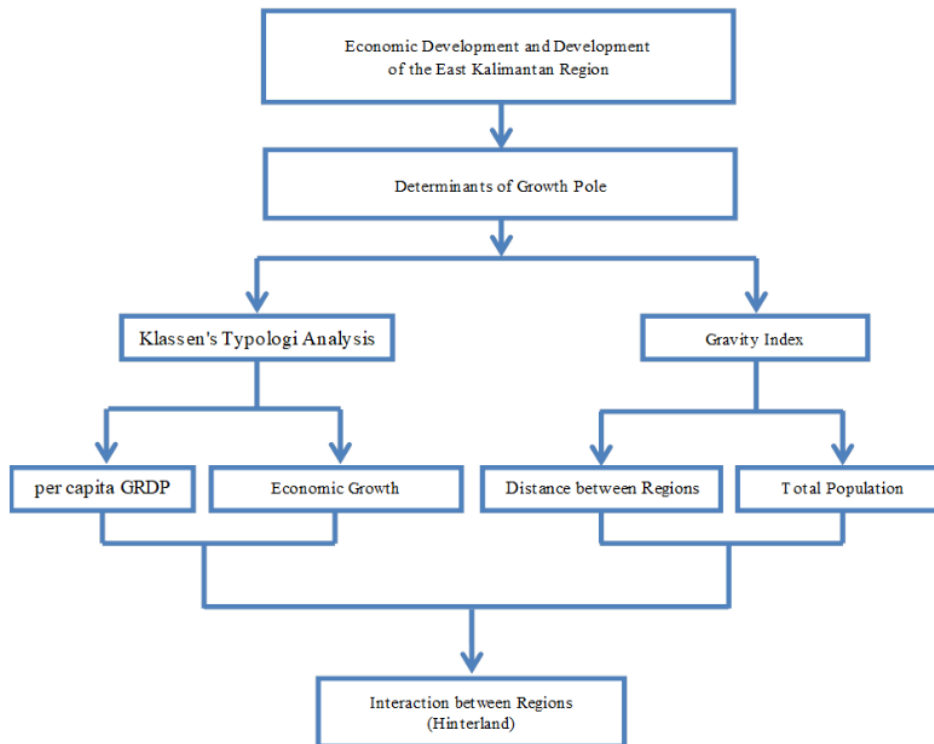 Economic Development and Development
of the East Kalimantan Region
Determinants of Growth Pole
Klassen's Typologi Analysis
Gravity Index
per capita GRDP
Economic Growth
Distance between Regions
Total Population
Interaction between Regions
(Hinterland)